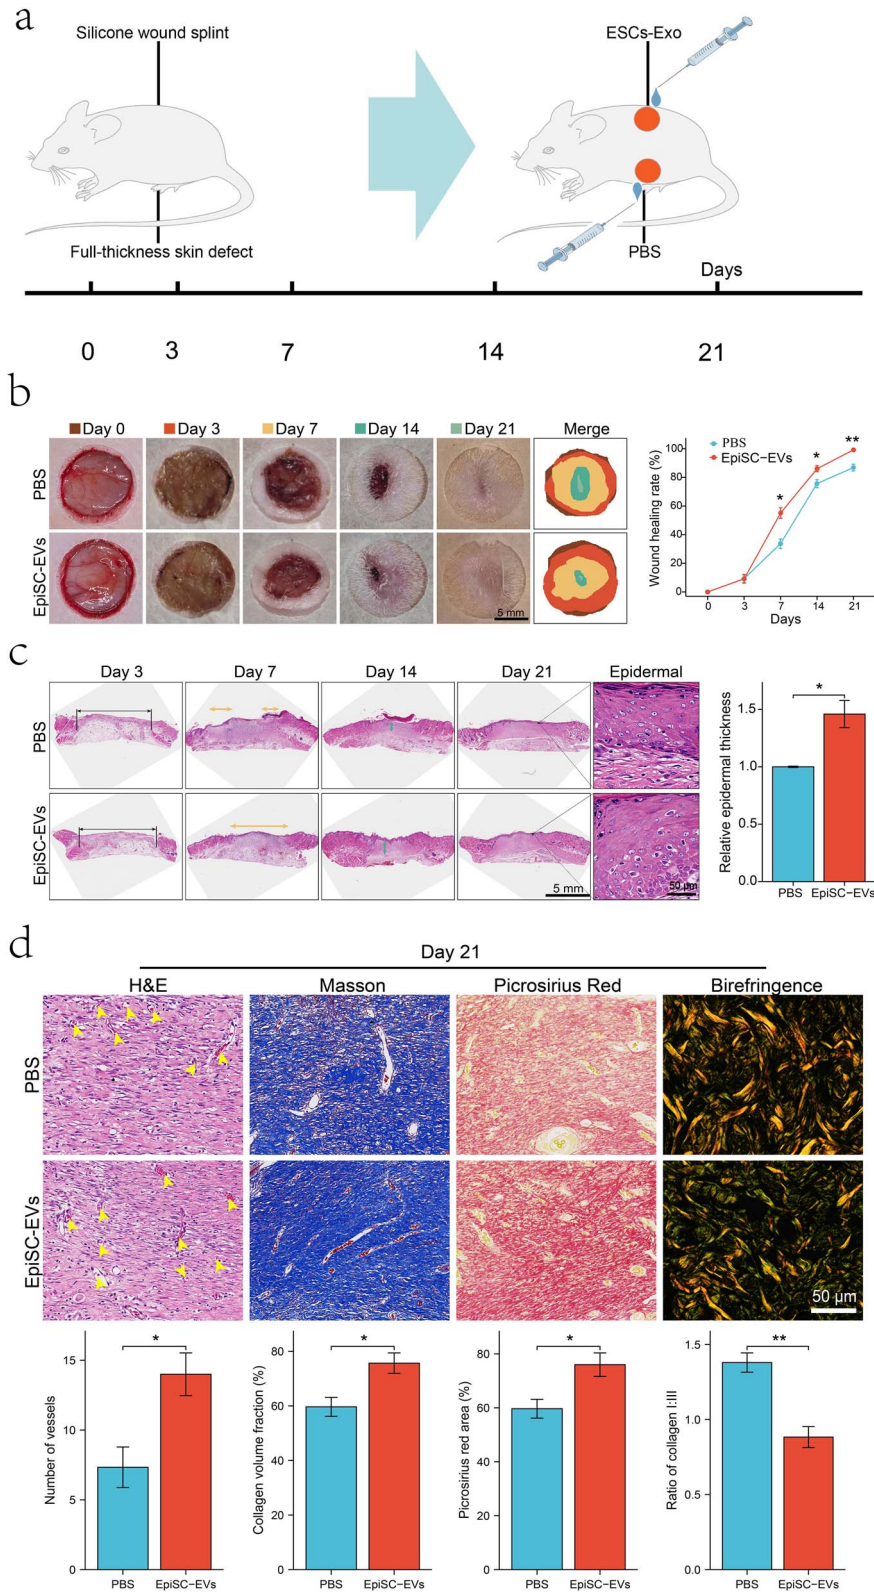 a
Silicone wound splint
ESCs-Exo
Full-thickness skin defect
PBS
Days
0 3 7 14 21
b
Day 0 Day 3 Day 7 Day 14 Day 21 Merge
PBS
EpiSC-EVs
5 mm
PBS
EpiSC−EVs
* * **
Wound healing rate (%)
100
80
60
40
20
0
0 3 7 14 21
Days
c
Day 3 Day 7 Day 14 Day 21 Epidermal
PBS
EpiSC-EVs
5 mm
50 μm
*
Relative epidermal thickness
1.5
1.0
0.5
0.0
PBS EpiSC−EVs
d
Day 21
H&E Masson Picrosirius Red Birefringence
PBS
EpiSC-EVs
50 μm
*
Number of vessels
15
10
5
0
PBS EpiSC−EVs
*
Collagen volume fraction (%)
80
60
40
20
0
PBS EpiSC−EVs
*
Picrosirius red area (%)
80
60
40
20
0
PBS EpiSC−EVs
**
Ratio of collagen I:III
1.5
1.0
0.5
0.0
PBS EpiSC−EVs